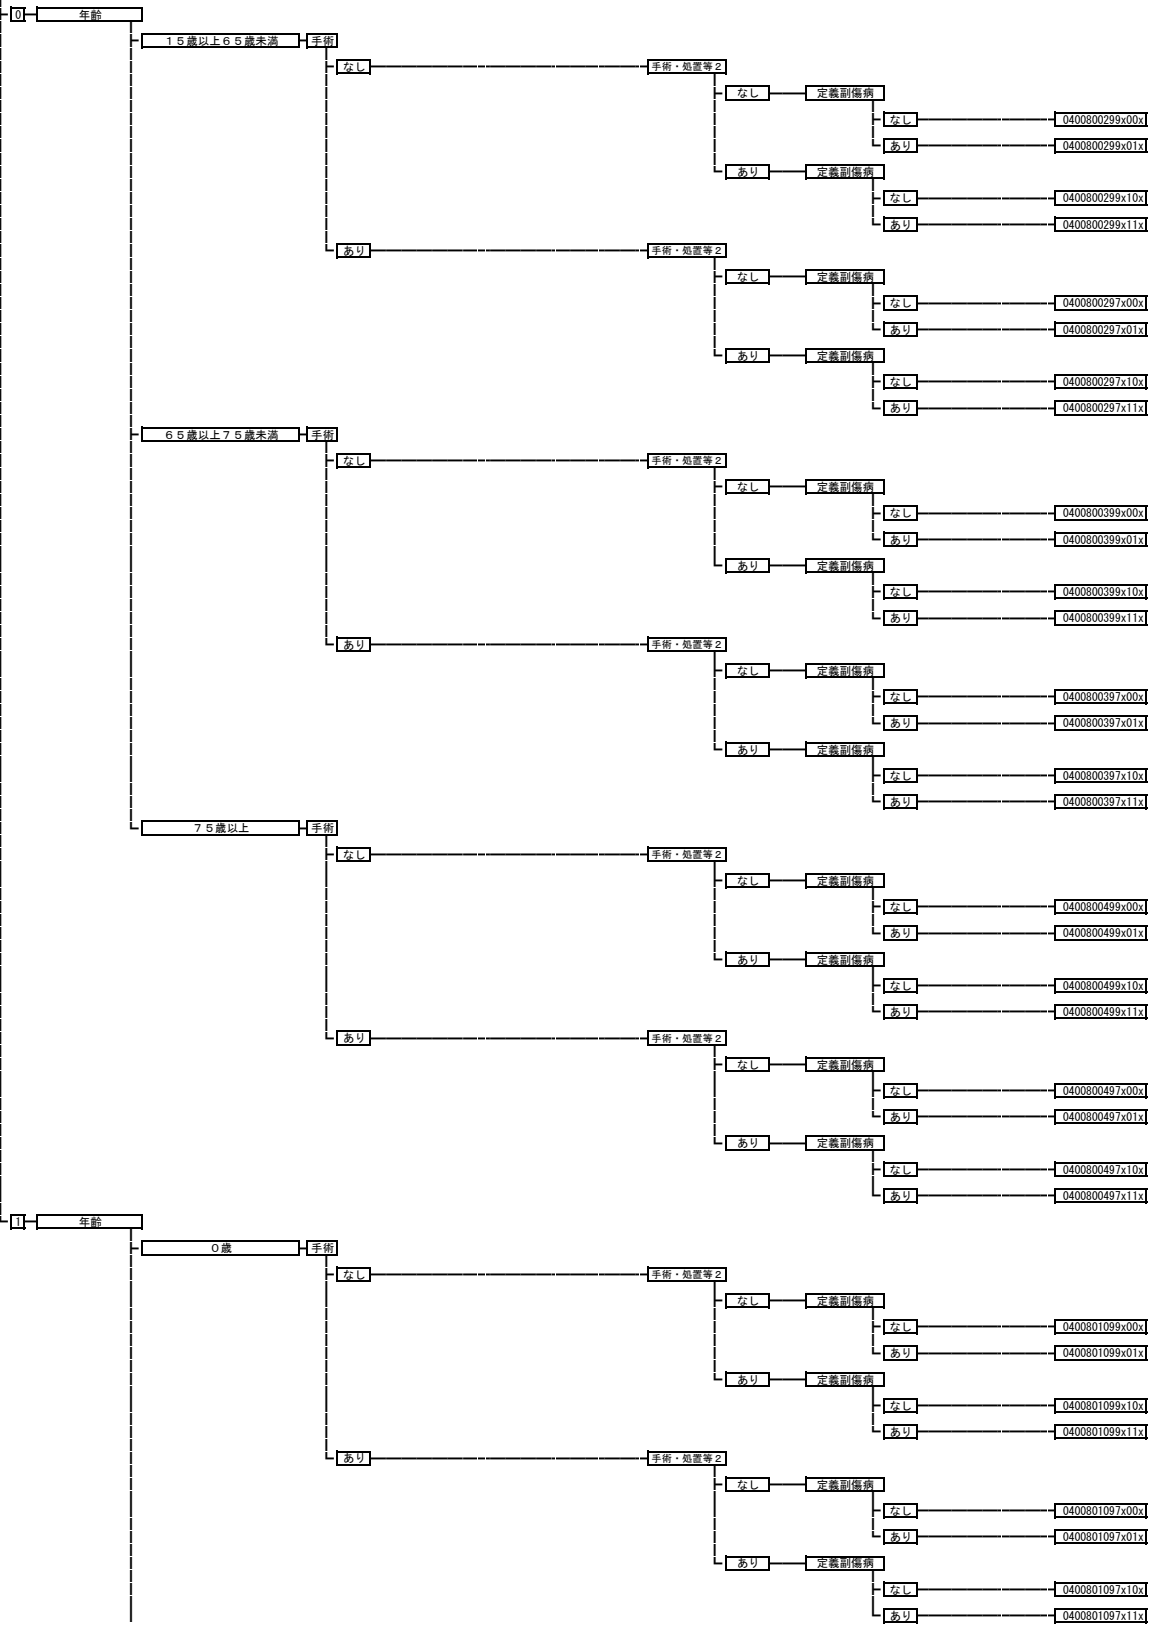 0 年齢
１５歳以上６５歳未満 手術
なし 手術・処置等２
なし 定義副傷病
なし 0400800299x00x
あり 0400800299x01x
あり 定義副傷病
なし 0400800299x10x
あり 0400800299x11x
あり 手術・処置等２
なし 定義副傷病
なし 0400800297x00x
あり 0400800297x01x
あり 定義副傷病
なし 0400800297x10x
あり 0400800297x11x
６５歳以上７５歳未満 手術
なし 手術・処置等２
なし 定義副傷病
なし 0400800399x00x
あり 0400800399x01x
あり 定義副傷病
なし 0400800399x10x
あり 0400800399x11x
あり 手術・処置等２
なし 定義副傷病
なし 0400800397x00x
あり 0400800397x01x
あり 定義副傷病
なし 0400800397x10x
あり 0400800397x11x
７５歳以上 手術
なし 手術・処置等２
なし 定義副傷病
なし 0400800499x00x
あり 0400800499x01x
あり 定義副傷病
なし 0400800499x10x
あり 0400800499x11x
あり 手術・処置等２
なし 定義副傷病
なし 0400800497x00x
あり 0400800497x01x
あり 定義副傷病
なし 0400800497x10x
あり 0400800497x11x
1 年齢
０歳 手術
なし 手術・処置等２
なし 定義副傷病
なし 0400801099x00x
あり 0400801099x01x
あり 定義副傷病
なし 0400801099x10x
あり 0400801099x11x
あり 手術・処置等２
なし 定義副傷病
なし 0400801097x00x
あり 0400801097x01x
あり 定義副傷病
なし 0400801097x10x
あり 0400801097x11x